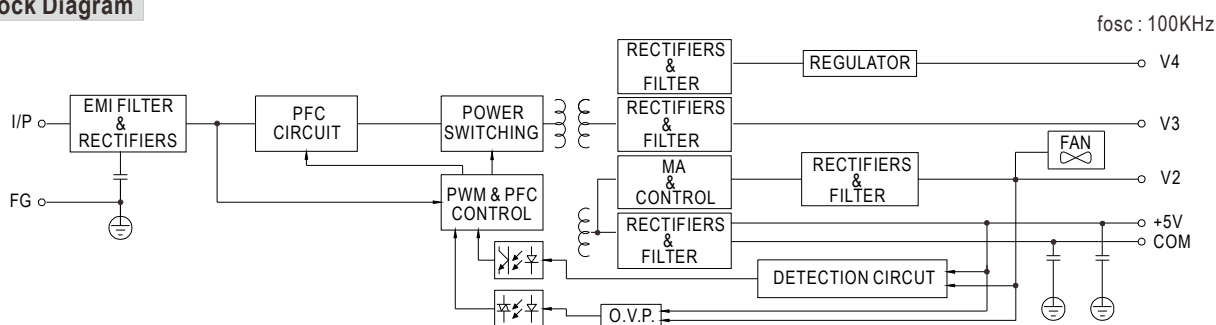 ock Diagram
fosc : 100KHz
RECTIFIERS
&
FILTER
REGULATOR
V4
I/P
EMI FILTER
&
RECTIFIERS
PFC
CIRCUIT
POWER
SWITCHING
RECTIFIERS
&
FILTER
V3
FAN
MA
&
CONTROL
RECTIFIERS
&
FILTER
V2
FG
PWM & PFC
CONTROL
RECTIFIERS
&
FILTER
+5V
COM
DETECTION CIRCUT
O.V.P.